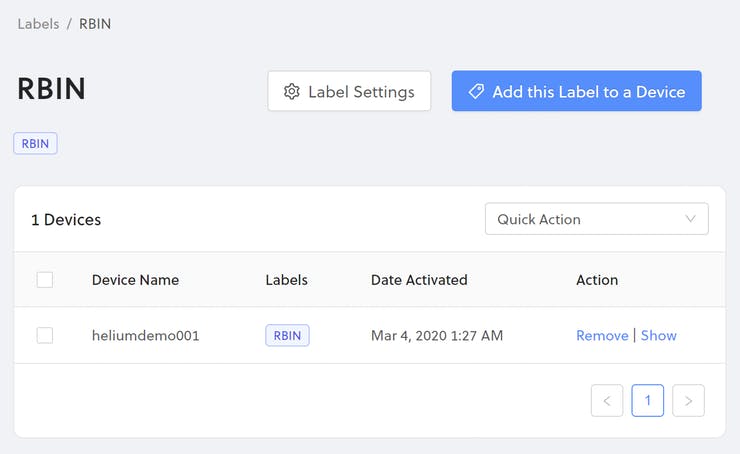 Labels / RBIN
RBIN
Label Settings
Add this Label to a Device
RBIN
1 Devices
Quick Action
Device Name Labels Date Activated Action
heliumdemo001 RBIN Mar 4, 2020 1:27 AM Remove | Show
< 1 >